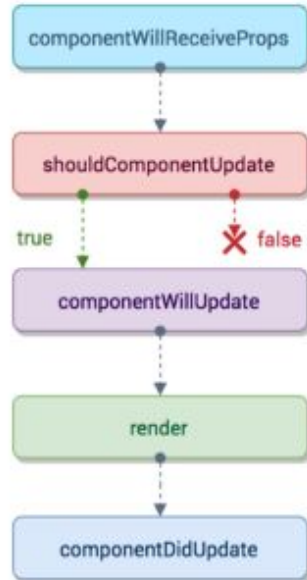 componentWillReceiveProps
shouldComponentUpdate
true
false
componentWillUpdate
render
componentDidUpdate